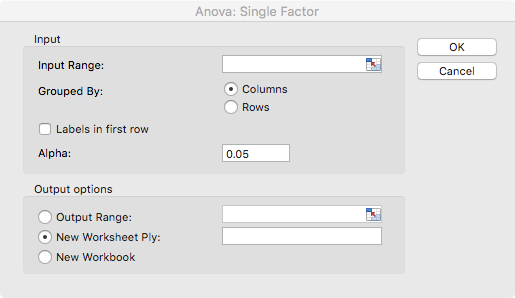 Anova: Single Factor
Input
Input Range:
Grouped By:
Columns
Rows
Labels in first row
Alpha:
0.05
OK
Cancel
Output options
Output Range:
New Worksheet Ply:
New Workbook